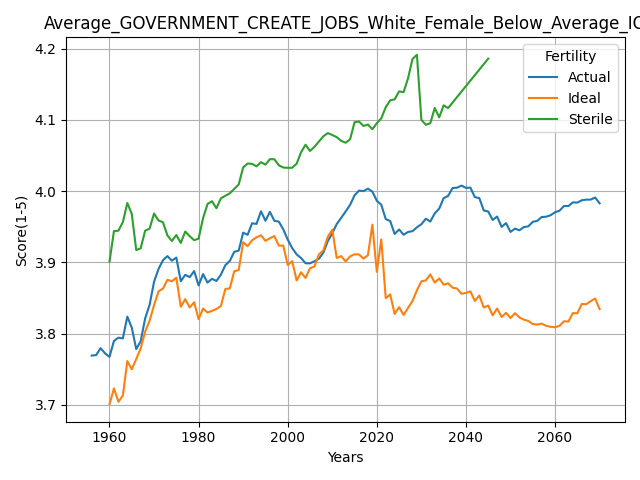 Average_GOVERNMENT_CREATE_JOBS_White_Female_Below_Average_IQ
Fertility
Actual
Ideal
Sterile
Score(1-5)
4.2
4.1
4.0
3.9
3.8
3.7
1960 1980 2000 2020 2040 2060
Years